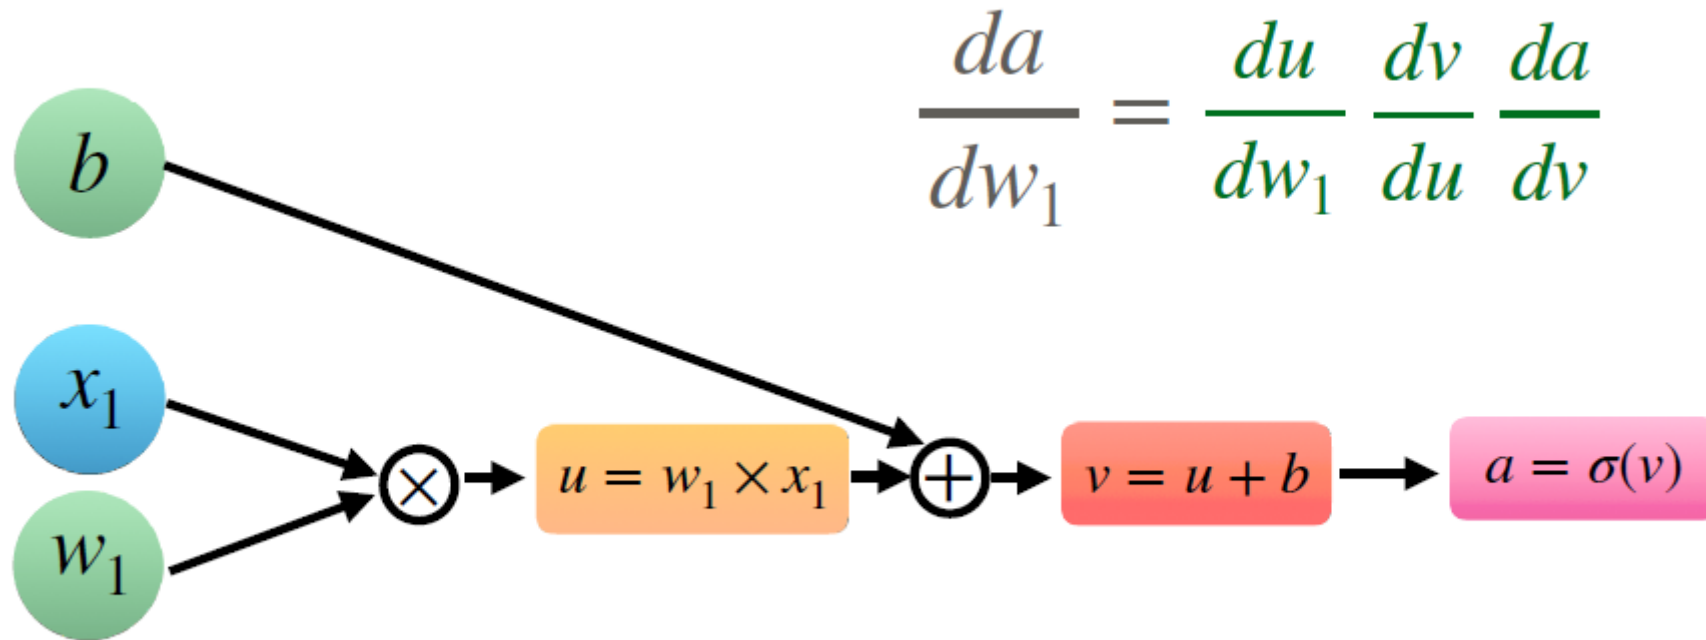 da/dw₁ = du/dw₁ dv/du da/dv
b
x₁
w₁
×
u = w₁ × x₁
+
v = u + b
a = σ(v)